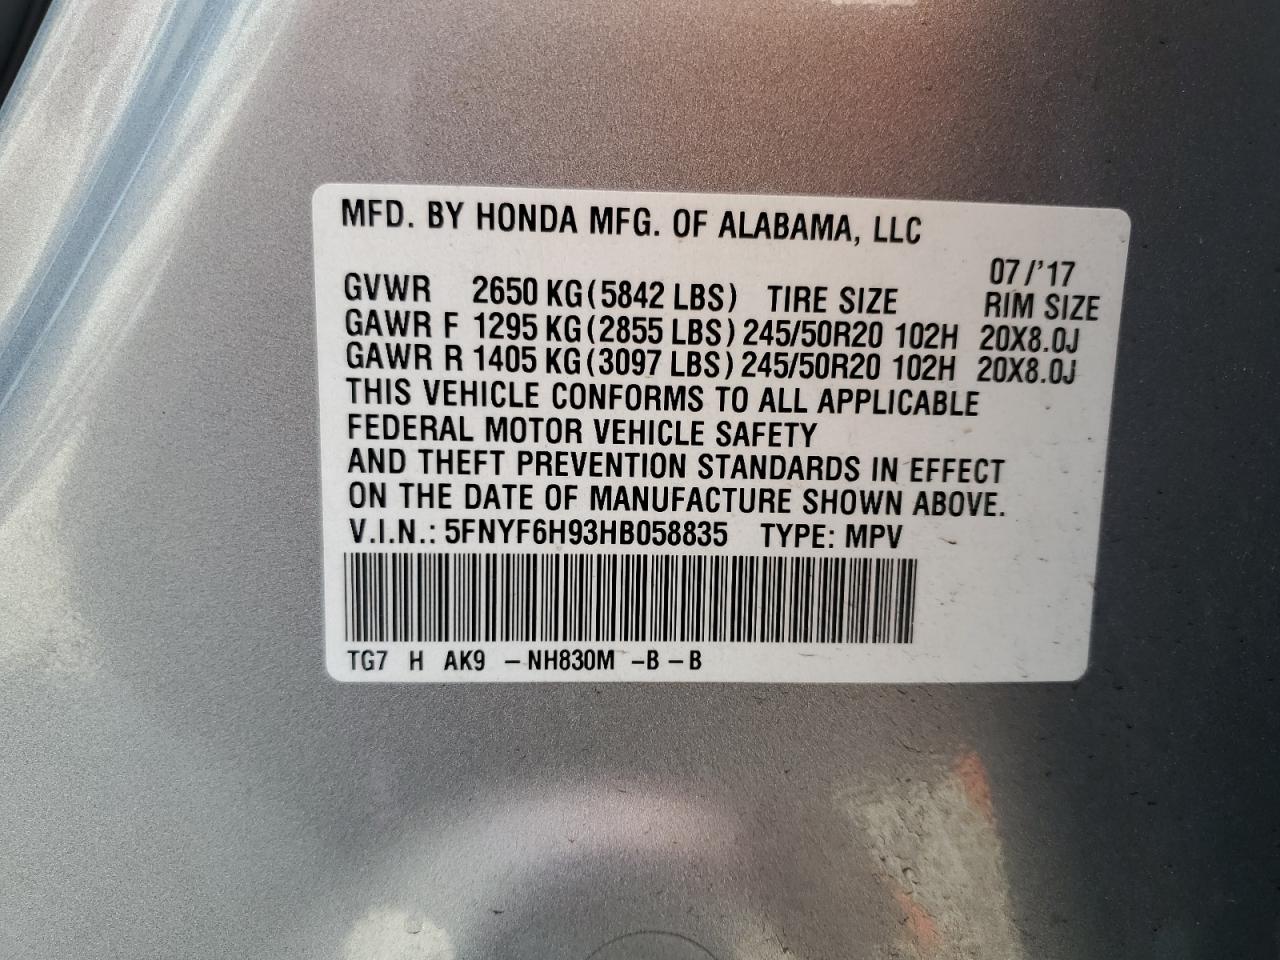 MFD. BY HONDA MFG. OF ALABAMA, LLC
07/'17
GVWR 2650 KG(5842 LBS) TIRE SIZE RIM SIZE
GAWR F 1295 KG(2855 LBS) 245/50R20 102H 20X8.0J
GAWR R 1405 KG(3097 LBS) 245/50R20 102H 20X8.0J
THIS VEHICLE CONFORMS TO ALL APPLICABLE
FEDERAL MOTOR VEHICLE SAFETY
AND THEFT PREVENTION STANDARDS IN EFFECT
ON THE DATE OF MANUFACTURE SHOWN ABOVE.
V.I.N.: 5FNYF6H93HB058835 TYPE: MPV
TG7 H AK9 -NH830M -B-B